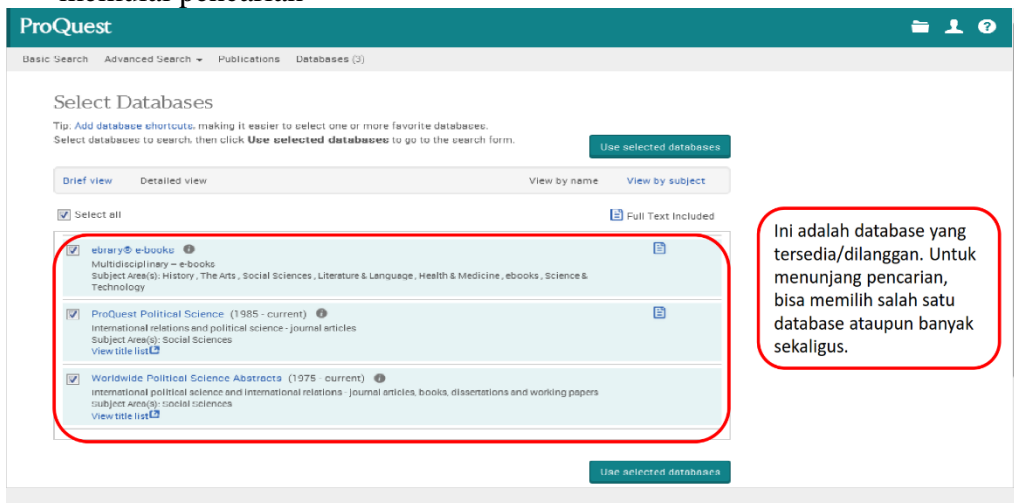 ProQuest
Basic Search Advanced Search Publications Databases (3)
Select Databases
Tip: Add database shortcuts, making it easier to select one or more favorite databases.
Select databases to search, then click Use selected databases to go to the search form.
Use selected databases
Brief view Detailed view View by name View by subject
Select all Full Text Included
ebrary® e-books
Multidisciplinary – e-books
Subject Area(s): History, The Arts, Social Sciences, Literature & Language, Health & Medicine, ebooks, Science &
Technology
ProQuest Political Science (1985 - current)
International relations and political science - journal articles
Subject Area(s): Social Sciences
View title list
Worldwide Political Science Abstracts (1975 - current)
International political science and international relations - journal articles, books, dissertations and working papers
Subject Area(s): Social Sciences
View title list
Use selected databases
Ini adalah database yang
tersedia/dilanggan. Untuk
menunjang pencarian,
bisa memilih salah satu
database ataupun banyak
sekaligus.